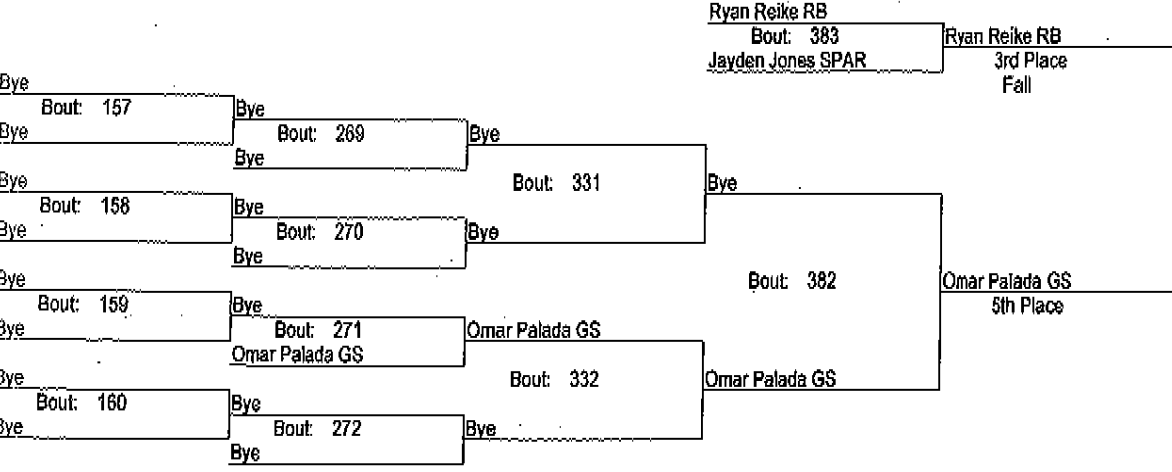 Ryan Reike RB
Bout: 383
Ryan Reike RB
Jayden Jones SPAR
3rd Place
Fall
Bye
Bout: 157
Bye
Bye
Bout: 269
Bye
Bye
Bye
Bout: 158
Bye
Bye
Bout: 270
Bye
Bye
Bout: 331
Bye
Bye
Bout: 159
Bye
Bye
Bout: 271
Omar Palada GS
Omar Palada GS
Bye
Bout: 160
Bye
Bye
Bout: 272
Bye
Bye
Bout: 332
Omar Palada GS
Bout: 382
Omar Palada GS
5th Place